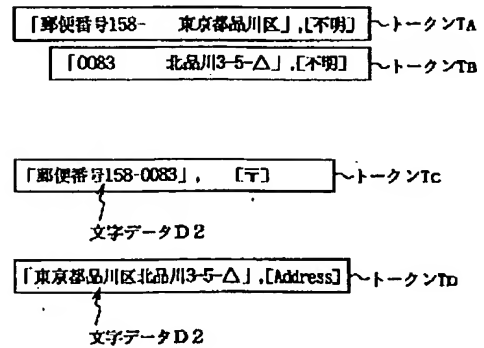 「郵便番号158-　東京都品川区」,[不明] トークンTA
「0083　北品川3-5-△」,[不明] トークンTB
「郵便番号158-0083」,　[〒] トークンTC
文字データD2
「東京都品川区北品川3-5-△」,[Address] トークンTD
文字データD2